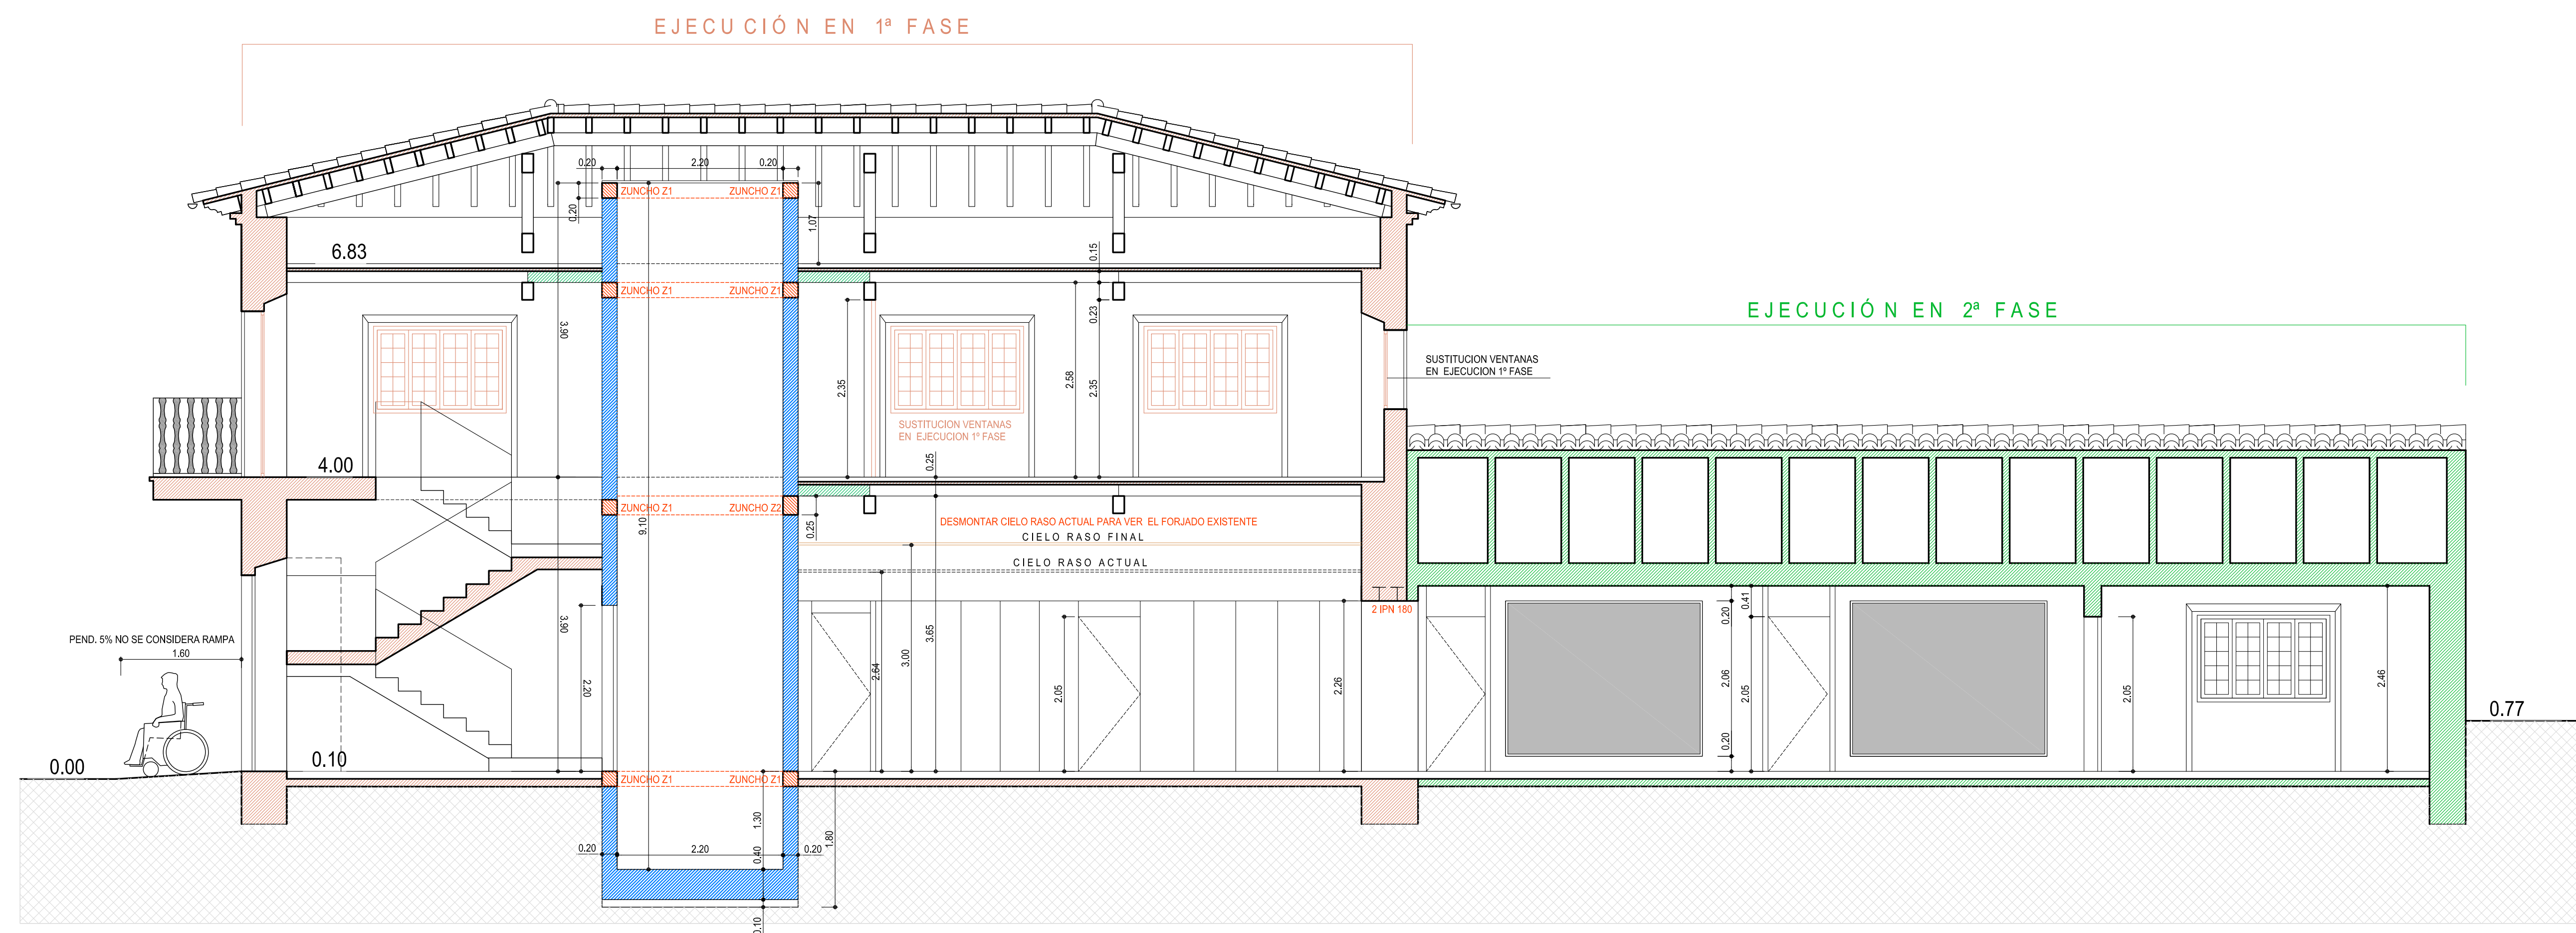 EJECUCIÓN EN 1ª FASE
0.20
2.20
0.20
ZUNCHO Z1
ZUNCHO Z1
0.20
1.07
6.83
0.15
ZUNCHO Z1
ZUNCHO Z1
EJECUCIÓN EN 2ª FASE
3.90
0.23
2.35
2.58
2.35
SUSTITUCION VENTANAS
EN EJECUCION 1º FASE
SUSTITUCION VENTANAS
EN EJECUCION 1º FASE
4.00
0.25
ZUNCHO Z1
ZUNCHO Z2
9.10
0.25
DESMONTAR CIELO RASO ACTUAL PARA VER EL FORJADO EXISTENTE
CIELO RASO FINAL
CIELO RASO ACTUAL
2 IPN 180
0.20
0.41
PEND. 5% NO SE CONSIDERA RAMPA
1.60
3.90
3.65
3.00
2.64
2.20
2.05
2.26
2.06
2.05
2.05
2.46
0.77
0.20
0.00
0.10
ZUNCHO Z1
ZUNCHO Z1
1.30
1.80
0.20
2.20
0.40
0.20
0.10